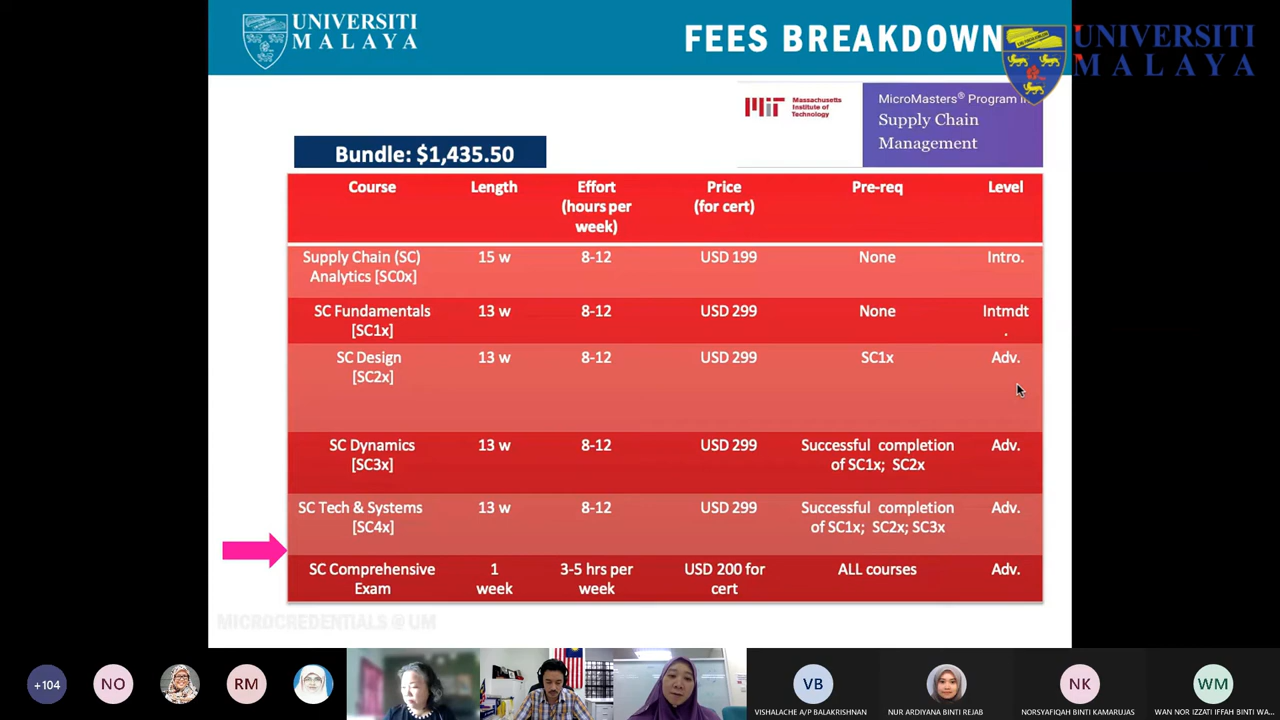 UNIVERSITI
MALAYA
FEES BREAKDOWN
UNIVERSITI
MALAYA
Massachusetts
Institute of
Technology
MicroMasters® Program in
Supply Chain
Management
Bundle: $1,435.50
Course Length Effort (hours per week) Price (for cert) Pre-req Level
Supply Chain (SC) Analytics [SC0x] 15 w 8-12 USD 199 None Intro.
SC Fundamentals [SC1x] 13 w 8-12 USD 299 None Intmdt.
SC Design [SC2x] 13 w 8-12 USD 299 SC1x Adv.
SC Dynamics [SC3x] 13 w 8-12 USD 299 Successful completion of SC1x; SC2x Adv.
SC Tech & Systems [SC4x] 13 w 8-12 USD 299 Successful completion of SC1x; SC2x; SC3x Adv.
SC Comprehensive Exam 1 week 3-5 hrs per week USD 200 for cert ALL courses Adv.
MICROCREDENTIALS @ UM
+104
NO
RM
VB
NK
WM
VISHALACHE A/P BALAKRISHNAN
NUR ARDIYANA BINTI REJAB
NORSYAFIQAH BINTI KAMARUJAS
WAN NOR IZZATI IFFAH BINTI WA...